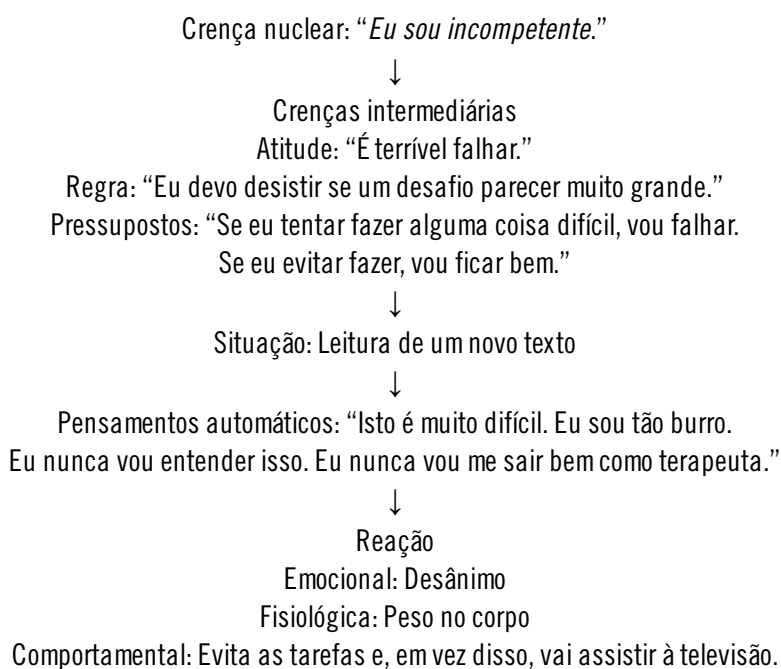 Crença nuclear: “Eu sou incompetente.”
↓
Crenças intermediárias
Atitude: “É terrível falhar.”
Regra: “Eu devo desistir se um desafio parecer muito grande.”
Pressupostos: “Se eu tentar fazer alguma coisa difícil, vou falhar.
Se eu evitar fazer, vou ficar bem.”
↓
Situação: Leitura de um novo texto
↓
Pensamentos automáticos: “Isto é muito difícil. Eu sou tão burro.
Eu nunca vou entender isso. Eu nunca vou me sair bem como terapeuta.”
↓
Reação
Emocional: Desânimo
Fisiológica: Peso no corpo
Comportamental: Evita as tarefas e, em vez disso, vai assistir à televisão.